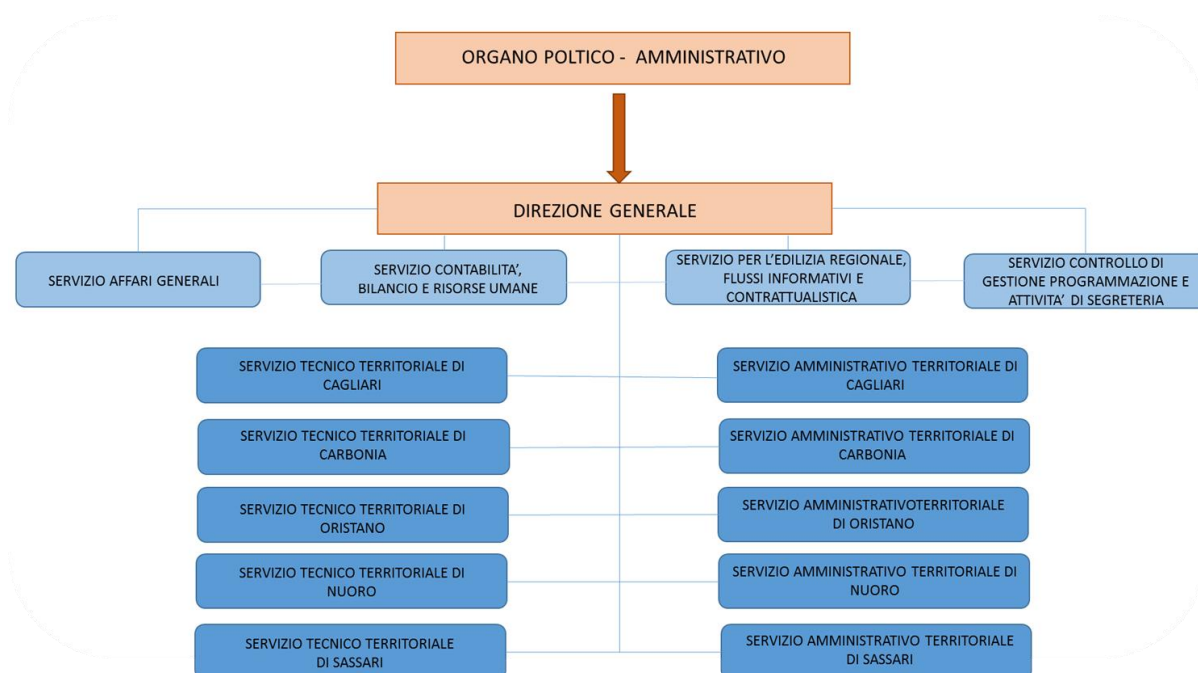 ORGANO POLTICO - AMMINISTRATIVO
DIREZIONE GENERALE
SERVIZIO AFFARI GENERALI
SERVIZIO CONTABILITA’,
BILANCIO E RISORSE UMANE
SERVIZIO PER L’EDILIZIA REGIONALE,
FLUSSI INFORMATIVI E
CONTRATTUALISTICA
SERVIZIO CONTROLLO DI
GESTIONE PROGRAMMAZIONE E
ATTIVITA’ DI SEGRETERIA
SERVIZIO TECNICO TERRITORIALE DI
CAGLIARI
SERVIZIO AMMINISTRATIVO TERRITORIALE DI
CAGLIARI
SERVIZIO TECNICO TERRITORIALE DI
CARBONIA
SERVIZIO AMMINISTRATIVO TERRITORIALE DI
CARBONIA
SERVIZIO TECNICO TERRITORIALE DI
ORISTANO
SERVIZIO AMMINISTRATIVOTERRITORIALE
DI ORISTANO
SERVIZIO TECNICO TERRITORIALE DI
NUORO
SERVIZIO AMMINISTRATIVO TERRITORIALE DI
NUORO
SERVIZIO TECNICO TERRITORIALE
DI SASSARI
SERVIZIO AMMINISTRATIVO TERRITORIALE
DI SASSARI